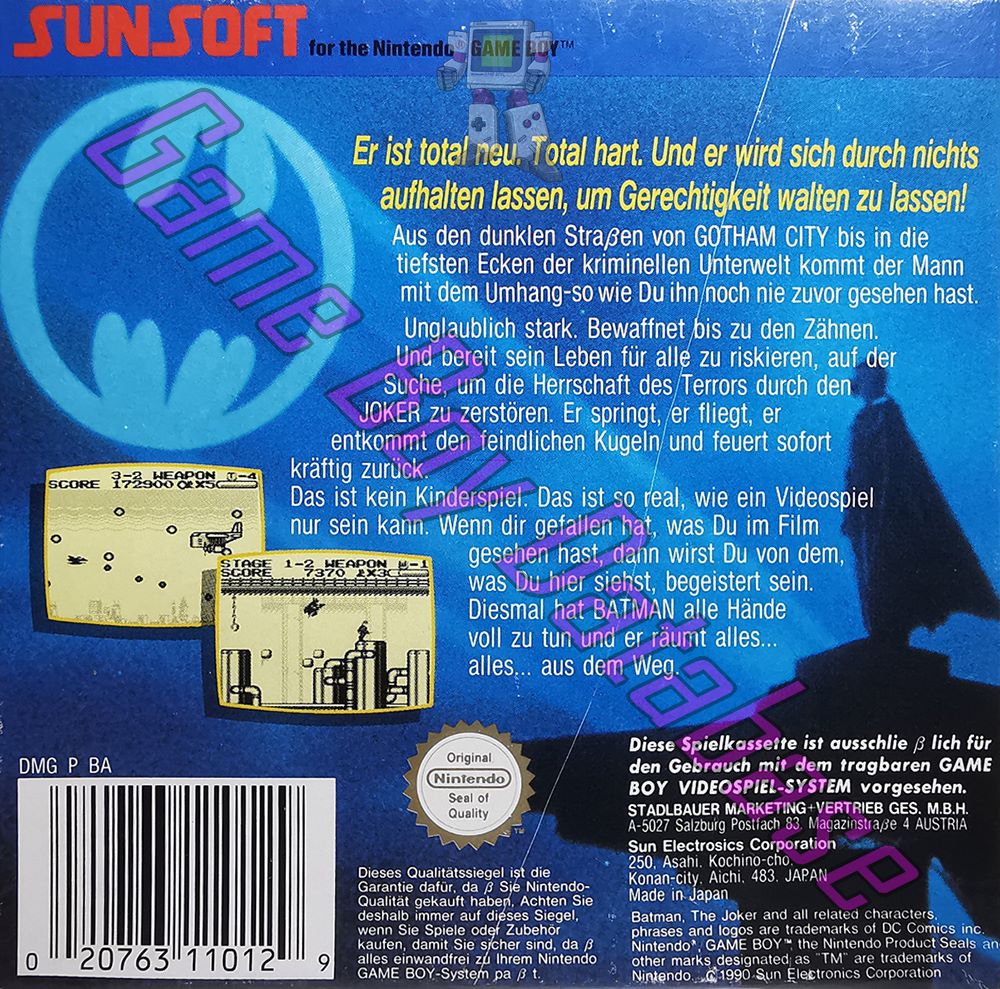 SUNSOFT for the Nintendo® GAME BOY™
Er ist total neu. Total hart. Und er wird sich durch nichts
aufhalten lassen, um Gerechtigkeit walten zu lassen!
Aus den dunklen Straβen von GOTHAM CITY bis in die
tiefsten Ecken der kriminellen Unterwelt kommt der Mann
mit dem Umhang-so wie Du ihn noch nie zuvor gesehen hast.
Unglaublich stark. Bewaffnet bis zu den Zähnen.
Und bereit sein Leben für alle zu riskieren, auf der
Suche, um die Herrschaft des Terrors durch den
JOKER zu zerstören. Er springt, er fliegt, er
entkommt den feindlichen Kugeln und feuert sofort
kräftig zurück.
Das ist kein Kinderspiel. Das ist so real, wie ein Videospiel
nur sein kann. Wenn dir gefallen hat, was Du im Film
gesehen hast, dann wirst Du von dem,
was Du hier siehst, begeistert sein.
Diesmal hat BATMAN alle Hände
voll zu tun und er räumt alles...
alles... aus dem Weg.
3-2 WEAPON -4
SCORE 172900 X5
STAGE 1-2 WEAPON -1
SCORE 7370 X3
Game Boy Database
DMG P BA
0 20763 11012 9
Original
Nintendo
Seal of
Quality
™
Dieses Qualitätssiegel ist die
Garantie dafür, da β Sie Nintendo-
Qualität gekauft haben, Achten Sie
deshalb immer auf dieses Siegel,
wenn Sie Spiele oder Zubehör
kaufen, damit Sie sicher sind, da β
alles einwandfrei zu Ihrem Nintendo
GAME BOY-System pa β t.
Diese Spielkassette ist ausschlie β lich für
den Gebrauch mit dem tragbaren GAME
BOY VIDEOSPIEL-SYSTEM vorgesehen.
STADLBAUER MARKETING+VERTRIEB GES. M.B.H.
A-5027 Salzburg Postfach 83, Magazinstraβe 4 AUSTRIA
Sun Electrosics Corporation
250, Asahi, Kochino-cho,
Konan-city, Aichi, 483, JAPAN
Made in Japan
Batman, The Joker and all related characters,
phrases and logos are trademarks of DC Comics inc.
Nintendo®, GAME BOY™ the Nintendo Product Seals and
other marks designated as "TM" are trademarks of
Nintendo. ©1990 Sun Electronics Corporation